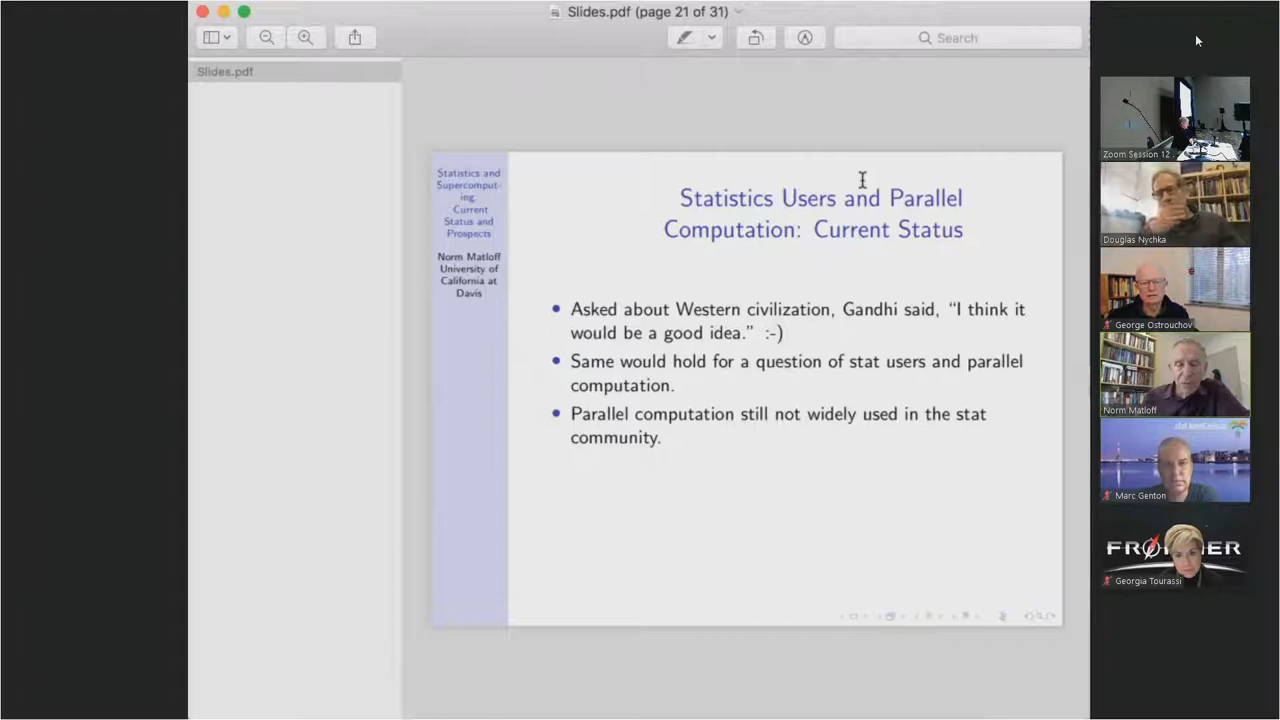 Slides.pdf (page 21 of 31)
Search
Slides.pdf
Statistics and
Supercomput-
ing:
Current
Status and
Prospects
Norm Matloff
University of
California at
Davis
Statistics Users and Parallel
Computation: Current Status
• Asked about Western civilization, Gandhi said, “I think it
would be a good idea.” :-)
• Same would hold for a question of stat users and parallel
computation.
• Parallel computation still not widely used in the stat
community.
Zoom Session 12 ..
Douglas Nychka
George Ostrouchov
Norm Matloff
Marc Genton
FRONTIER
Georgia Tourassi